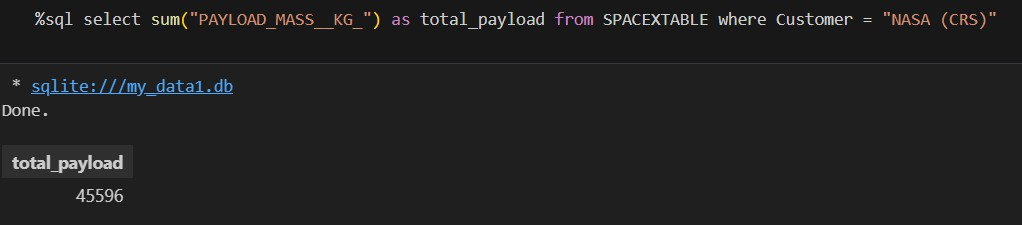 %sql select sum("PAYLOAD_MASS__KG_") as total_payload from SPACEXTABLE where Customer = "NASA (CRS)"
* sqlite:///my_data1.db
Done.
total_payload
45596